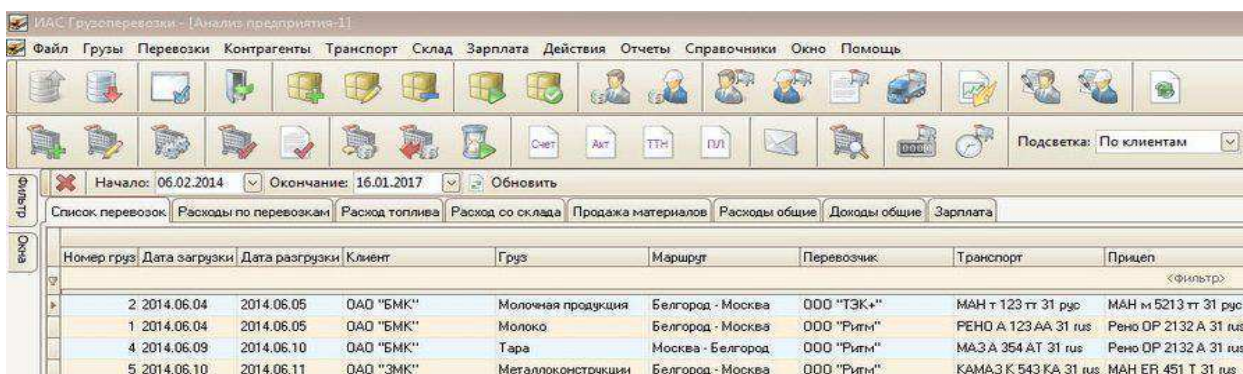 ИАС Грузоперевозки - [Анализ предприятия-1]
Файл Грузы Перевозки Контрагенты Транспорт Склад Зарплата Действия Отчеты Справочники Окно Помощь
Счет Акт ТТН ПЛ Подсветка: По клиентам
Фильтр
Окна
Начало: 06.02.2014 Окончание: 16.01.2017 Обновить
Список перевозок Расходы по перевозкам Расход топлива Расход со склада Продажа материалов Расходы общие Доходы общие Зарплата
Номер груз Дата загрузки Дата разгрузки Клиент Груз Маршрут Перевозчик Транспорт Прицеп
<Фильтр>
2 2014.06.04 2014.06.05 ОАО "БМК" Молочная продукция Белгород - Москва ООО "ТЭК+" МАН т 123 тт 31 рус МАН м 5213 тт 31 рус
1 2014.06.04 2014.06.05 ОАО "БМК" Молоко Белгород - Москва ООО "Ритм" РЕНО А 123 АА 31 rus Рено ОР 2132 А 31 rus
4 2014.06.09 2014.06.10 ОАО "БМК" Тара Москва - Белгород ООО "Ритм" МАЗ А 354 АТ 31 rus Рено ОР 2132 А 31 rus
5 2014.06.10 2014.06.11 ОАО "ЗМК" Металлоконструкции Белгород - Москва ООО "Ритм" КАМАЗ К 543 КА 31 rus МАН ER 451 T 31 rus